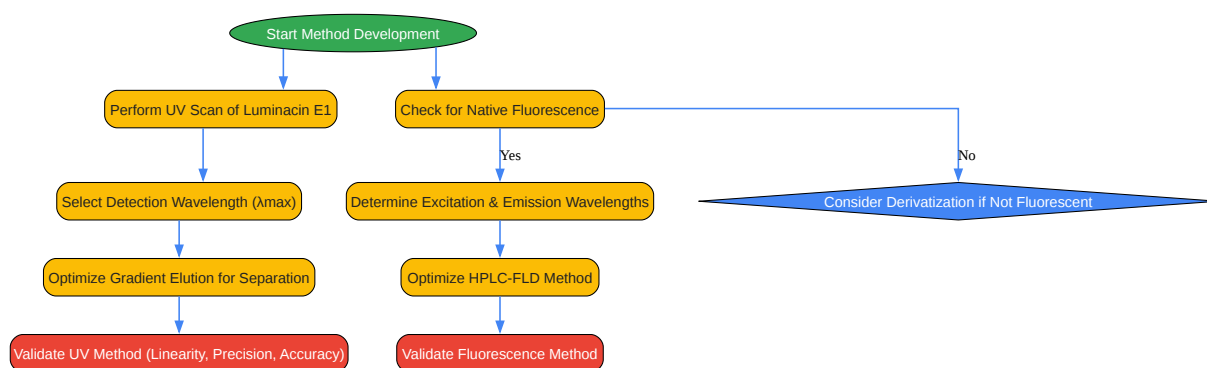 Start Method Development
Perform UV Scan of Luminacin E1
Check for Native Fluorescence
Yes
No
Select Detection Wavelength (λmax)
Determine Excitation & Emission Wavelengths
Consider Derivatization if Not Fluorescent
Optimize Gradient Elution for Separation
Optimize HPLC-FLD Method
Validate UV Method (Linearity, Precision, Accuracy)
Validate Fluorescence Method